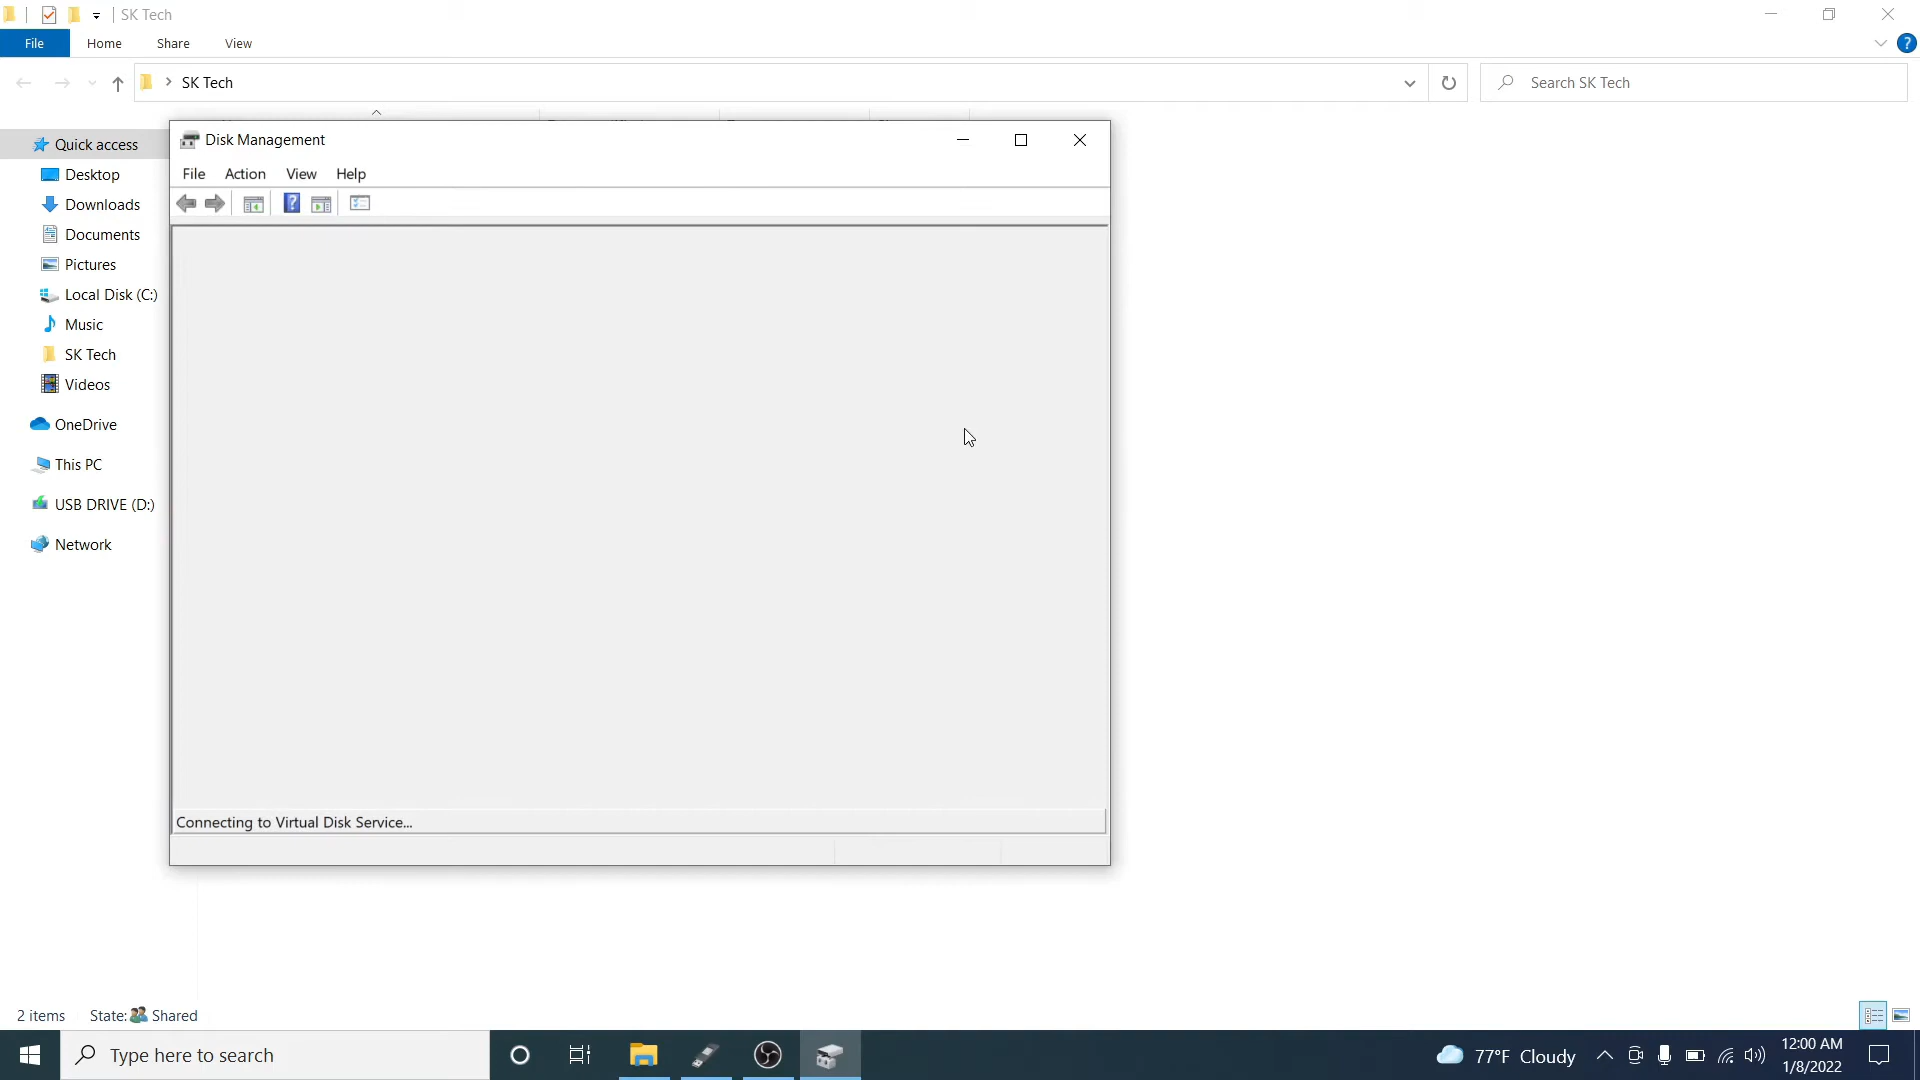 SK Tech
File Home Share View
SK Tech
Search SK Tech
Quick access
Desktop
Downloads
Documents
Pictures
Local Disk (C:)
Music
SK Tech
Videos
OneDrive
This PC
USB DRIVE (D:)
Network
Disk Management
File Action View Help
Connecting to Virtual Disk Service...
2 items State: Shared
Type here to search
77°F Cloudy
12:00 AM
1/8/2022